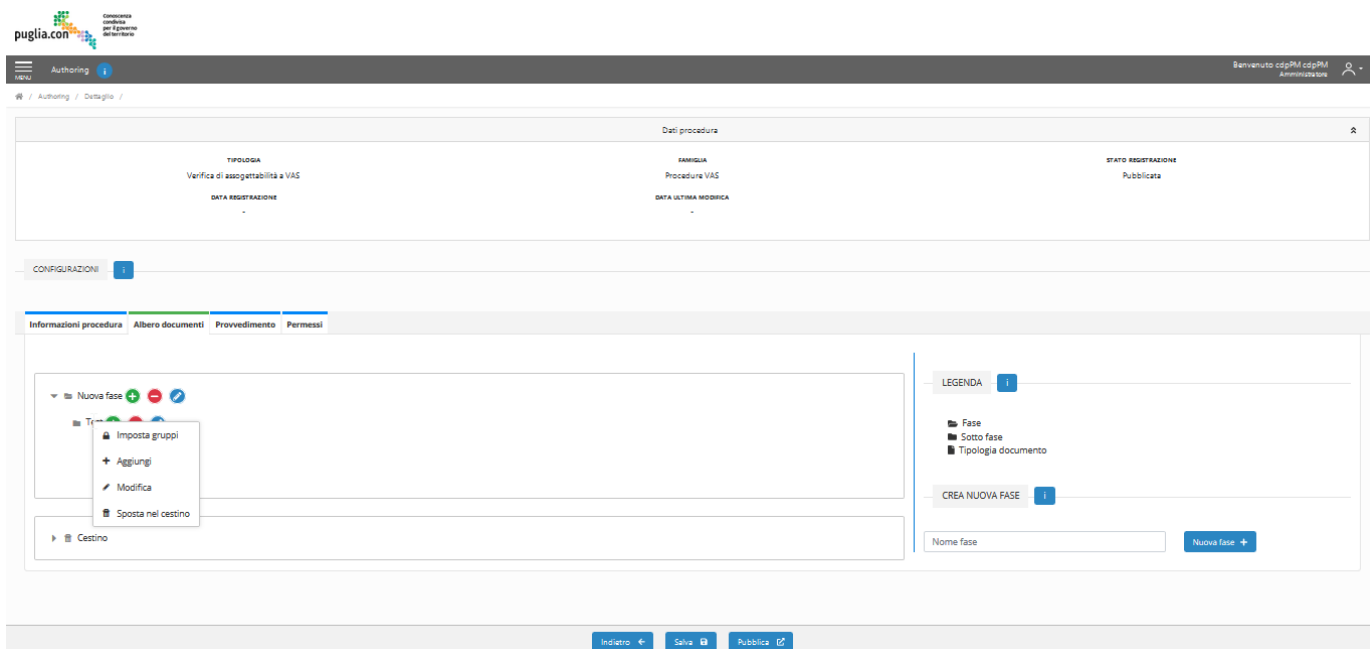 puglia.con
Conoscenza
condivisa
per il governo
del territorio
MENU
Authoring
i
Benvenuto cdpPM cdpPM
Amministratore
/ Authoring / Dettaglio /
Dati procedura
TIPOLOGIA
Verifica di assogettabilità a VAS
FAMIGLIA
Procedure VAS
STATO REGISTRAZIONE
Pubblicata
DATA REGISTRAZIONE
-
DATA ULTIMA MODIFICA
-
CONFIGURAZIONI
i
Informazioni procedura Albero documenti Provvedimento Permessi
Nuova fase
Imposta gruppi
Aggiungi
Modifica
Sposta nel cestino
Cestino
LEGENDA
i
Fase
Sotto fase
Tipologia documento
CREA NUOVA FASE
i
Nome fase
Nuova fase +
Indietro
Salva
Pubblica